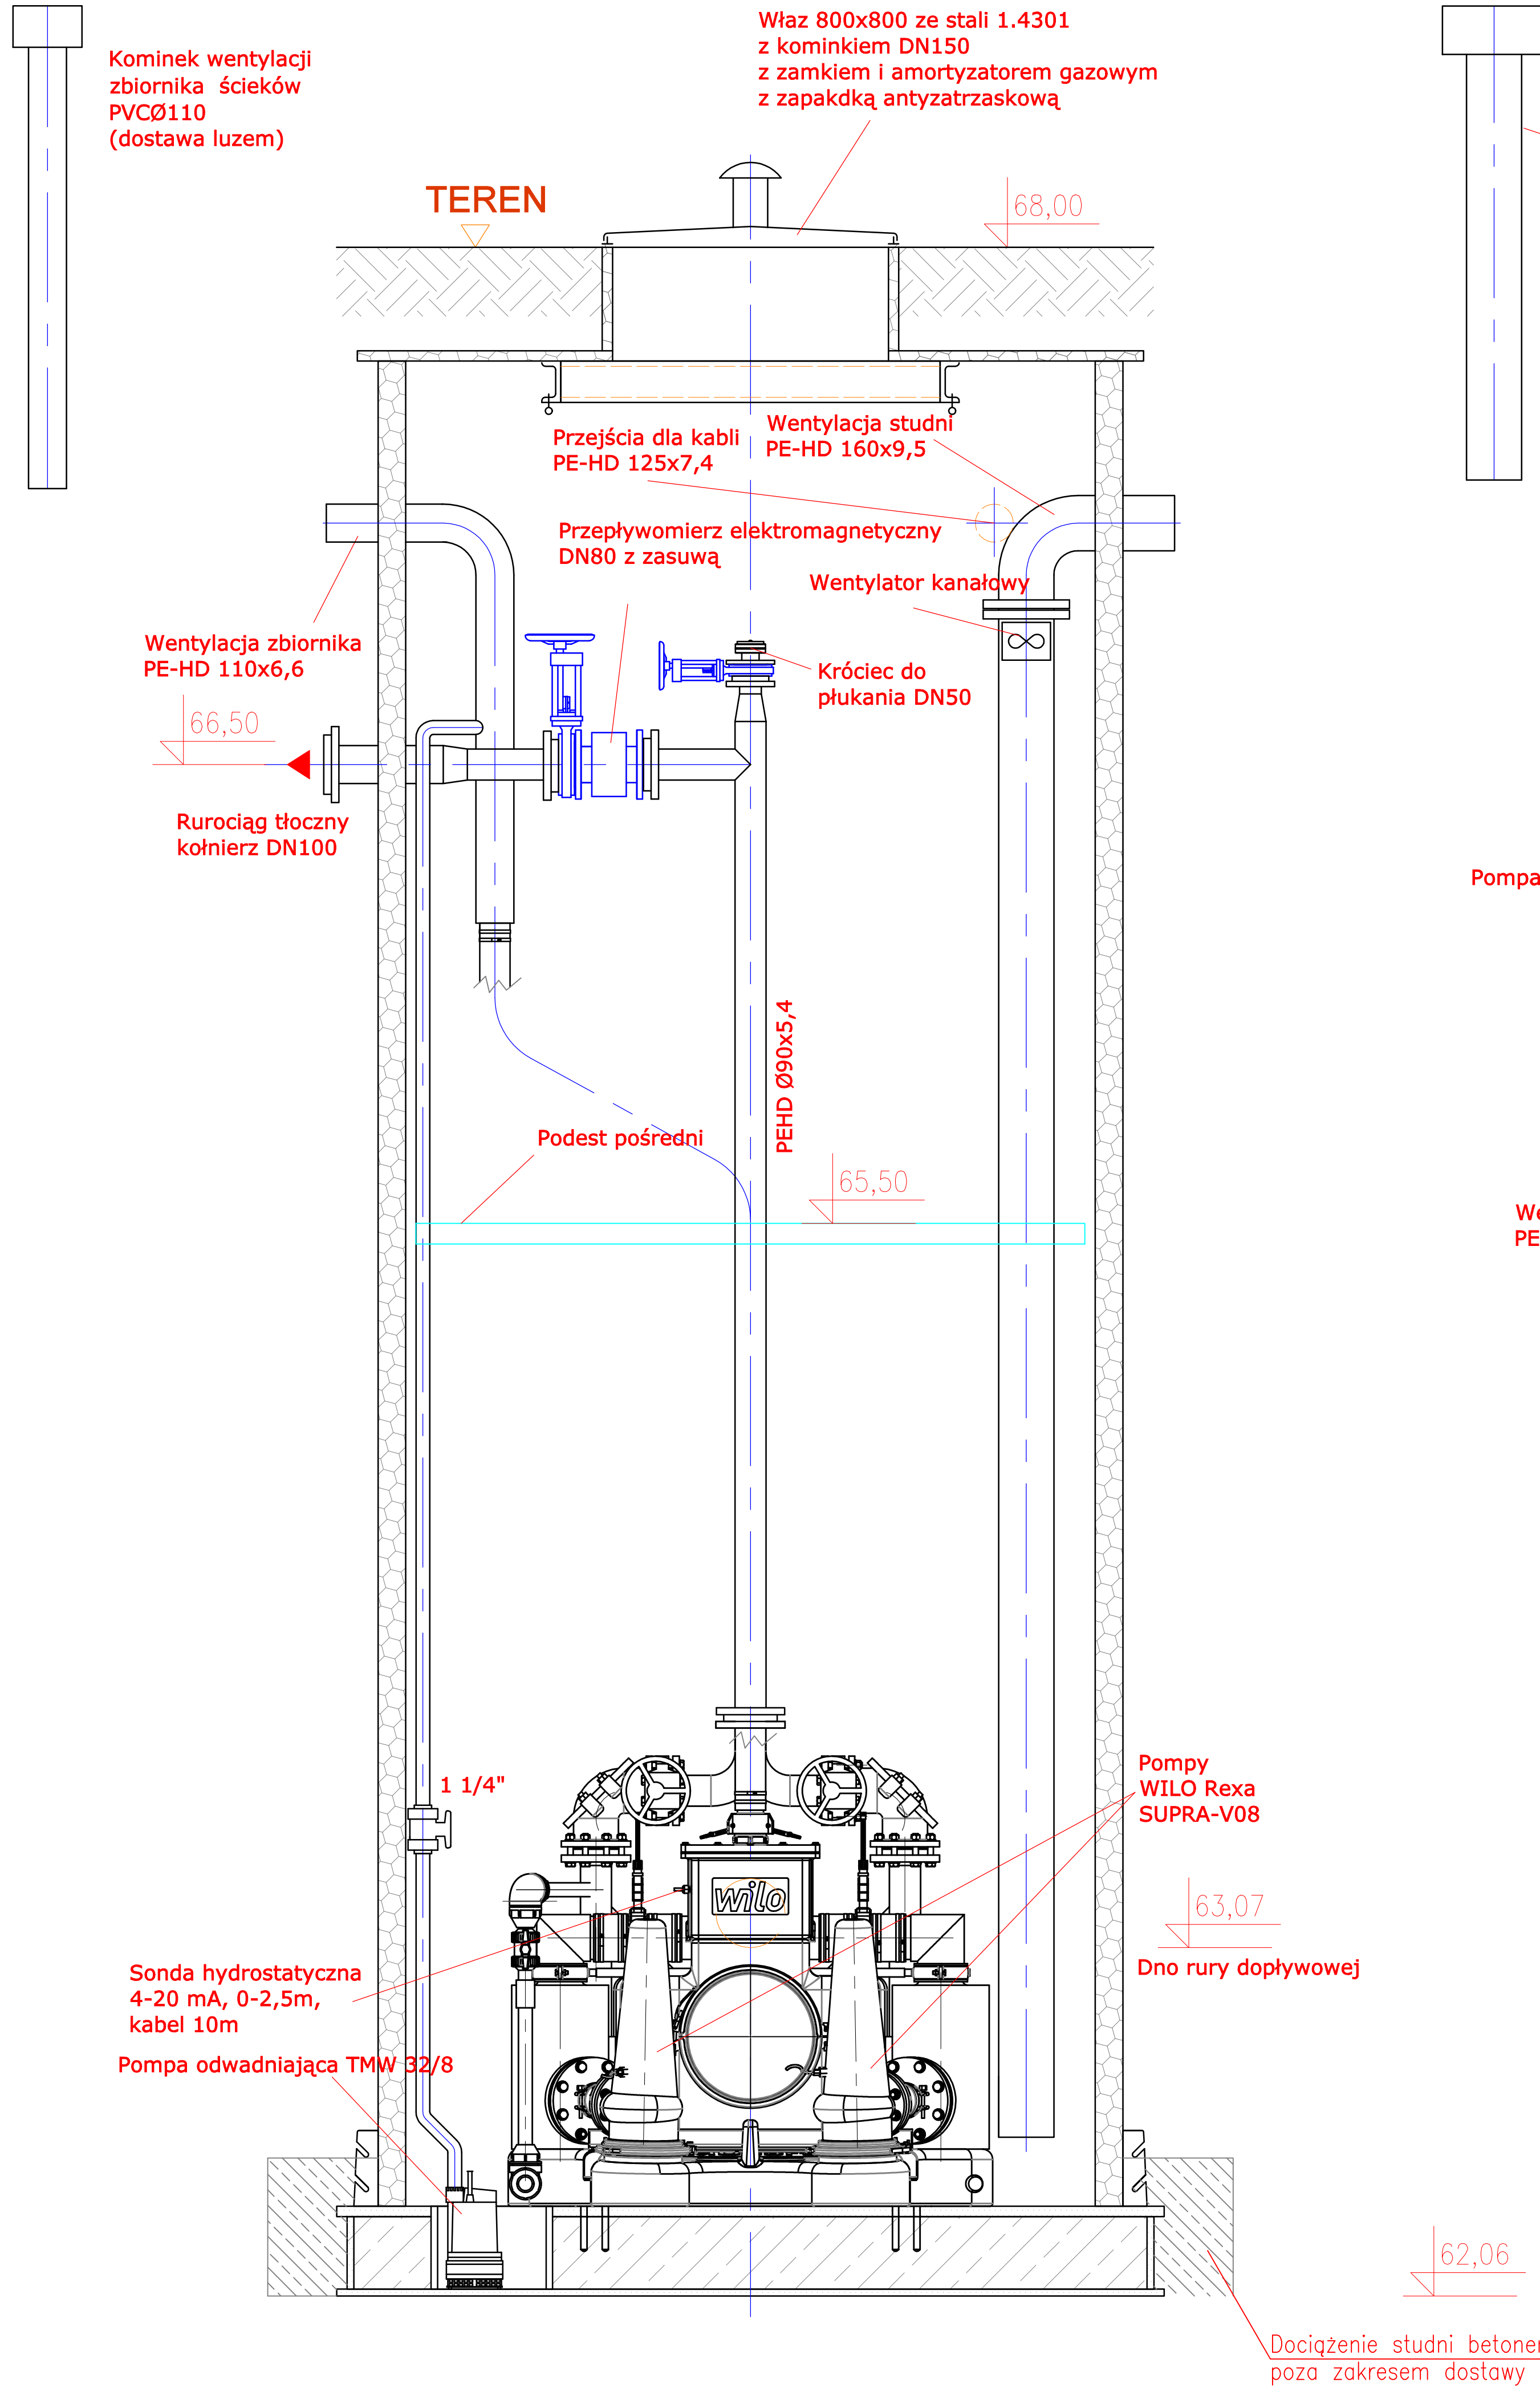 Kominek wentylacji
zbiornika ścieków
PVCØ110
(dostawa luzem)
Właz 800x800 ze stali 1.4301
z kominkiem DN150
z zamkiem i amortyzatorem gazowym
z zapakdką antyzatrzaskową
TEREN
68,00
Przejścia dla kabli
PE-HD 125x7,4
Wentylacja studni
PE-HD 160x9,5
Przepływomierz elektromagnetyczny
DN80 z zasuwą
Wentylator kanałowy
Wentylacja zbiornika
PE-HD 110x6,6
Króciec do
płukania DN50
66,50
Rurociąg tłoczny
kołnierz DN100
Pompa
PEHD Ø90x5,4
Podest pośredni
65,50
We
PE
1 1/4"
Pompy
WILO Rexa
SUPRA-V08
wilo
63,07
Dno rury dopływowej
Sonda hydrostatyczna
4-20 mA, 0-2,5m,
kabel 10m
Pompa odwadniająca TMW 32/8
62,06
Dociążenie studni betone
poza zakresem dostawy